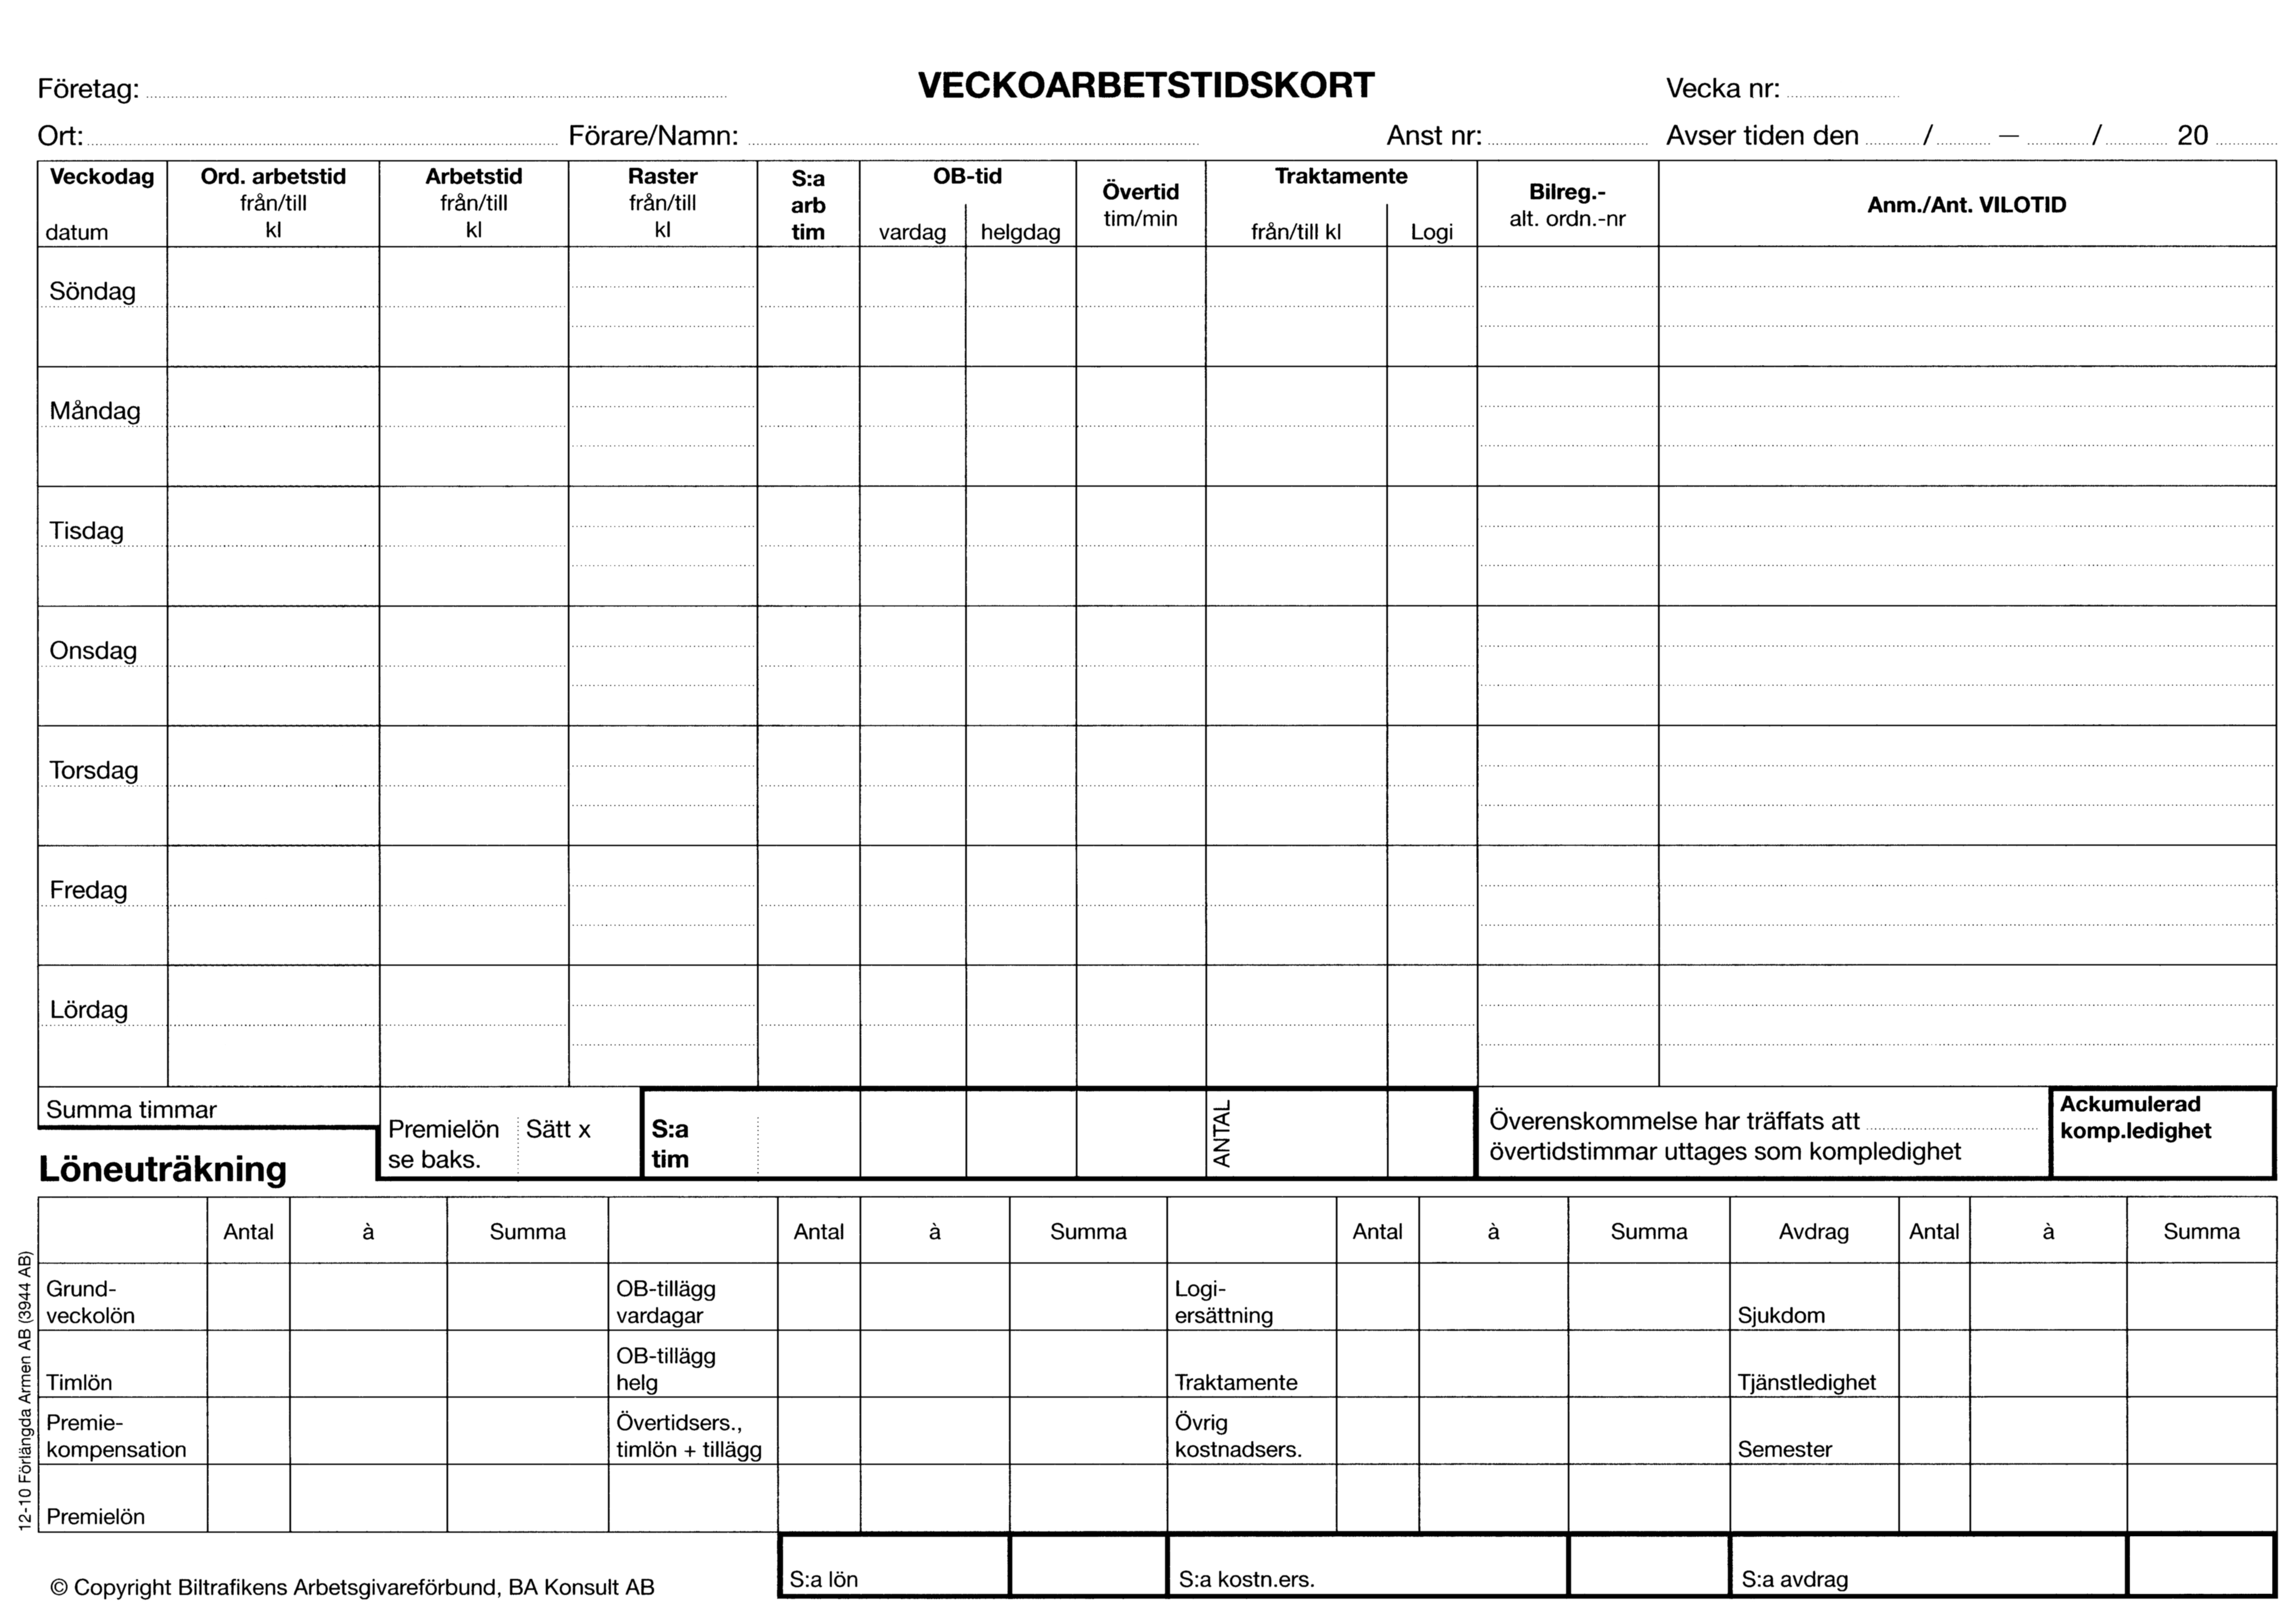 Företag: VECKOARBETSTIDSKORT Vecka nr:
Ort: Förare/Namn: Anst nr: Avser tiden den / — / 20
Veckodag datum
Ord. arbetstid från/till kl
Arbetstid från/till kl
Raster från/till kl
S:a arb tim
OB-tid vardag helgdag
Övertid tim/min
Traktamente från/till kl Logi
Bilreg.- alt. ordn.-nr
Anm./Ant. VILOTID
Söndag
Måndag
Tisdag
Onsdag
Torsdag
Fredag
Lördag
Summa timmar
Premielön se baks.
Sätt x
S:a tim
ANTAL
Överenskommelse har träffats att
övertidstimmar uttages som kompledighet
Ackumulerad
komp.ledighet
Löneuträkning
Antal à Summa Antal à Summa Antal à Summa Avdrag Antal à Summa
Grund-
veckolön
OB-tillägg
vardagar
Logi-
ersättning
Sjukdom
Timlön
OB-tillägg
helg
Traktamente
Tjänstledighet
Premie-
kompensation
Övertidsers.,
timlön + tillägg
Övrig
kostnadsers.
Semester
Premielön
S:a lön S:a kostn.ers. S:a avdrag
© Copyright Biltrafikens Arbetsgivareförbund, BA Konsult AB
12-10 Förlängda Armen AB (3944 AB)